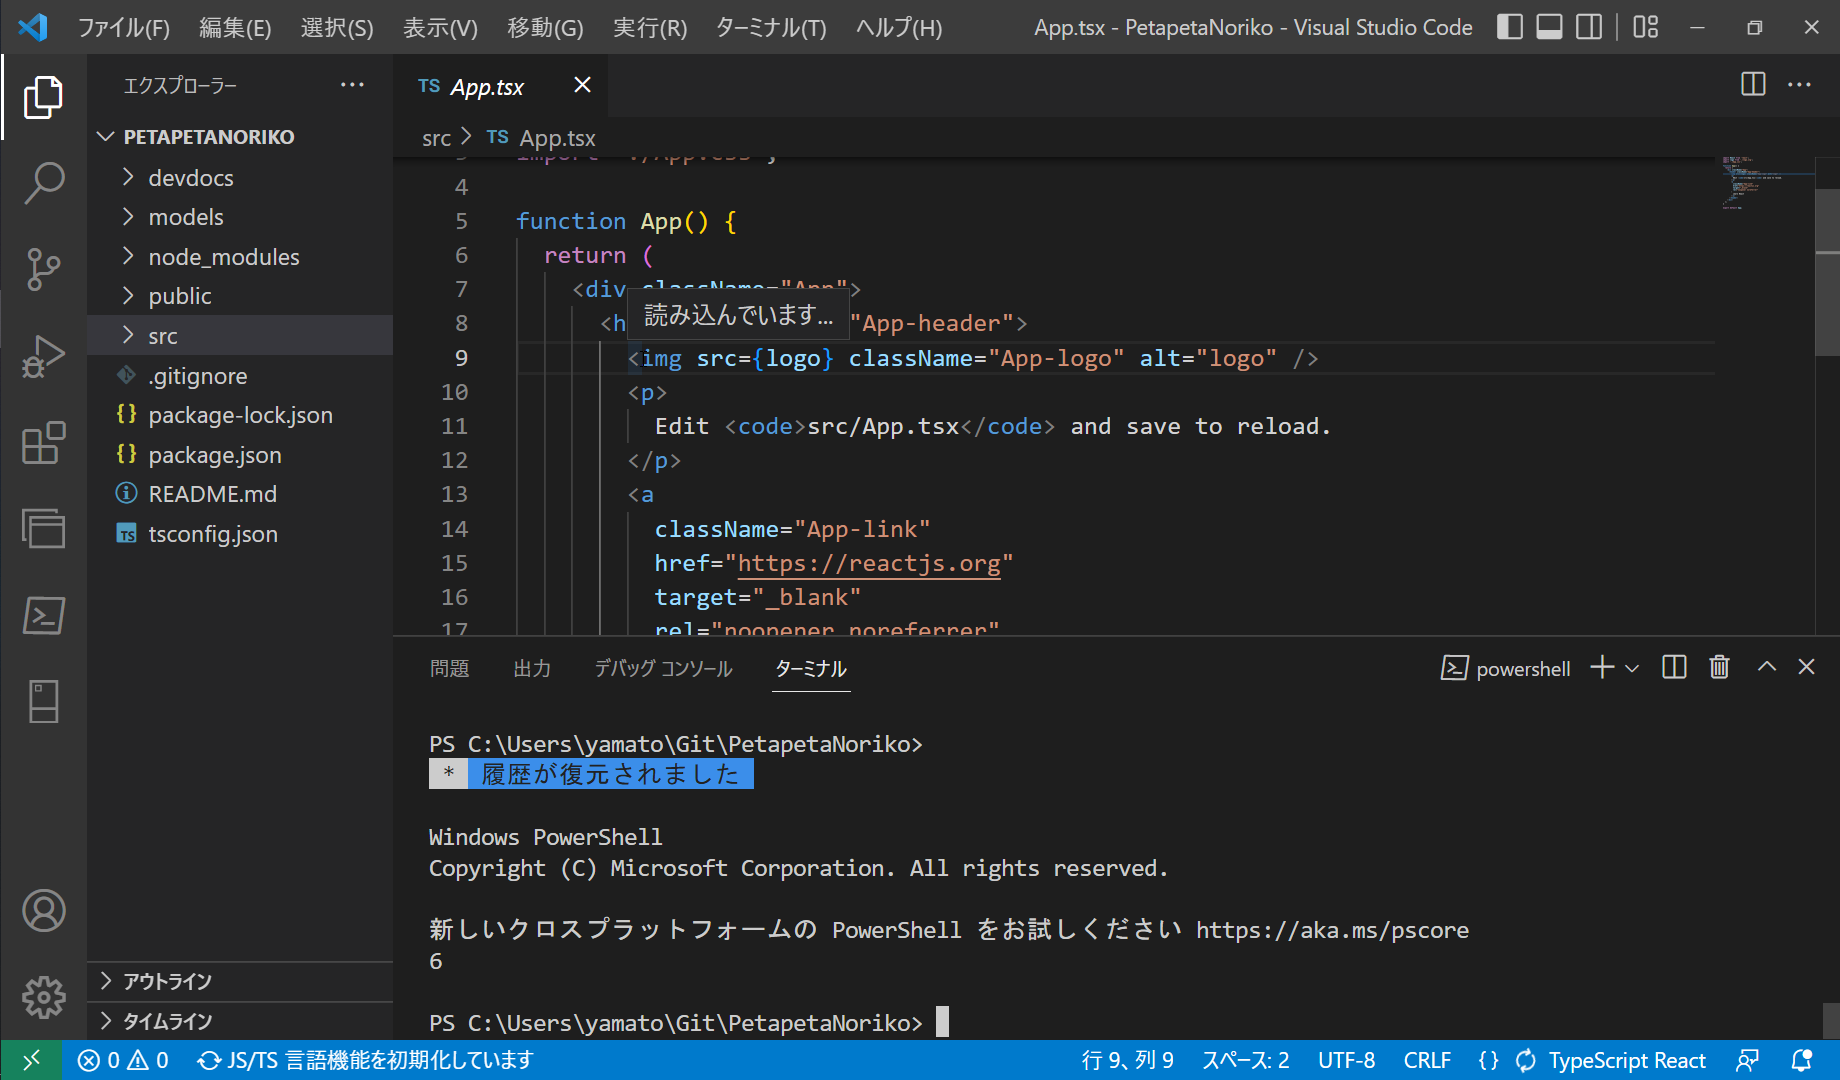 ファイル(F) 編集(E) 選択(S) 表示(V) 移動(G) 実行(R) ターミナル(T) ヘルプ(H) App.tsx - PetapetaNoriko - Visual Studio Code
エクスプローラー
PETAPETANORIKO
devdocs
models
node_modules
public
src
.gitignore
{} package-lock.json
{} package.json
README.md
TS tsconfig.json
アウトライン
タイムライン
TS App.tsx
src > TS App.tsx
4
5 function App() {
6 return (
7 <div className="App">
8 <h "App-header">
読み込んでいます...
9 <img src={logo} className="App-logo" alt="logo" />
10 <p>
11 Edit <code>src/App.tsx</code> and save to reload.
12 </p>
13 <a
14 className="App-link"
15 href="https://reactjs.org"
16 target="_blank"
17 rel="noopener noreferrer"
問題 出力 デバッグ コンソール ターミナル powershell
PS C:\Users\yamato\Git\PetapetaNoriko>
* 履歴が復元されました
Windows PowerShell
Copyright (C) Microsoft Corporation. All rights reserved.
新しいクロスプラットフォームの PowerShell をお試しください https://aka.ms/pscore
6
PS C:\Users\yamato\Git\PetapetaNoriko>
0 0 JS/TS 言語機能を初期化しています 行 9、列 9 スペース: 2 UTF-8 CRLF {} TypeScript React